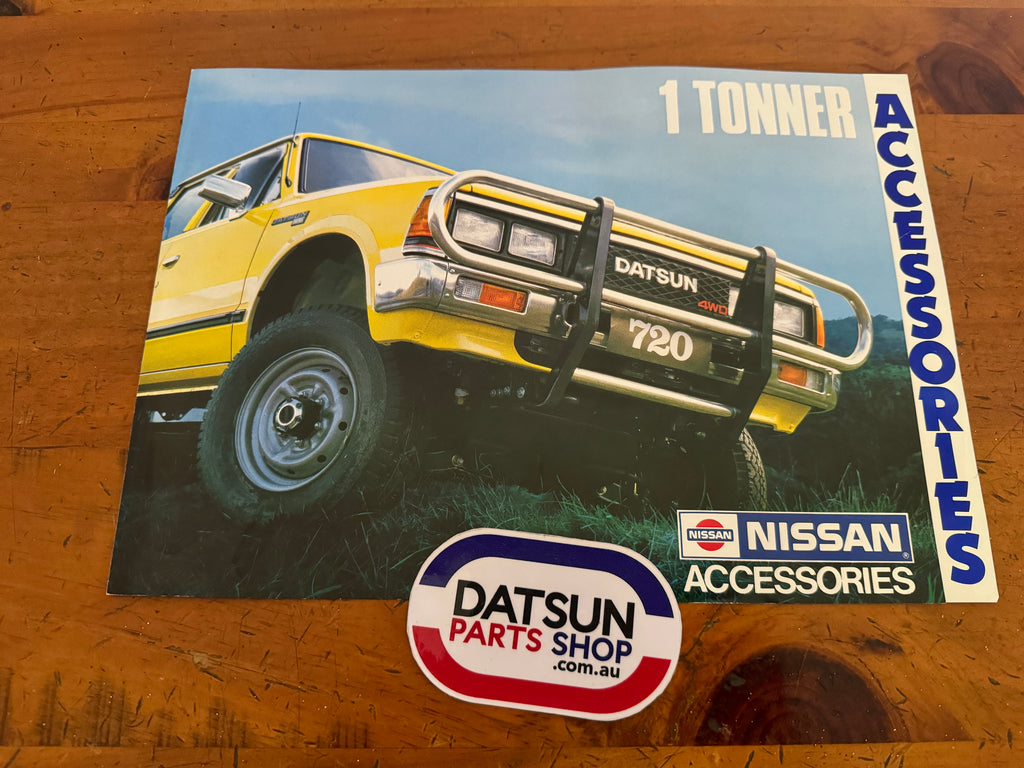 1 TONNER
ACCESSORIES
DATSUN
4WD
720
NISSAN
NISSAN
ACCESSORIES
DATSUN
PARTS SHOP
.com.au